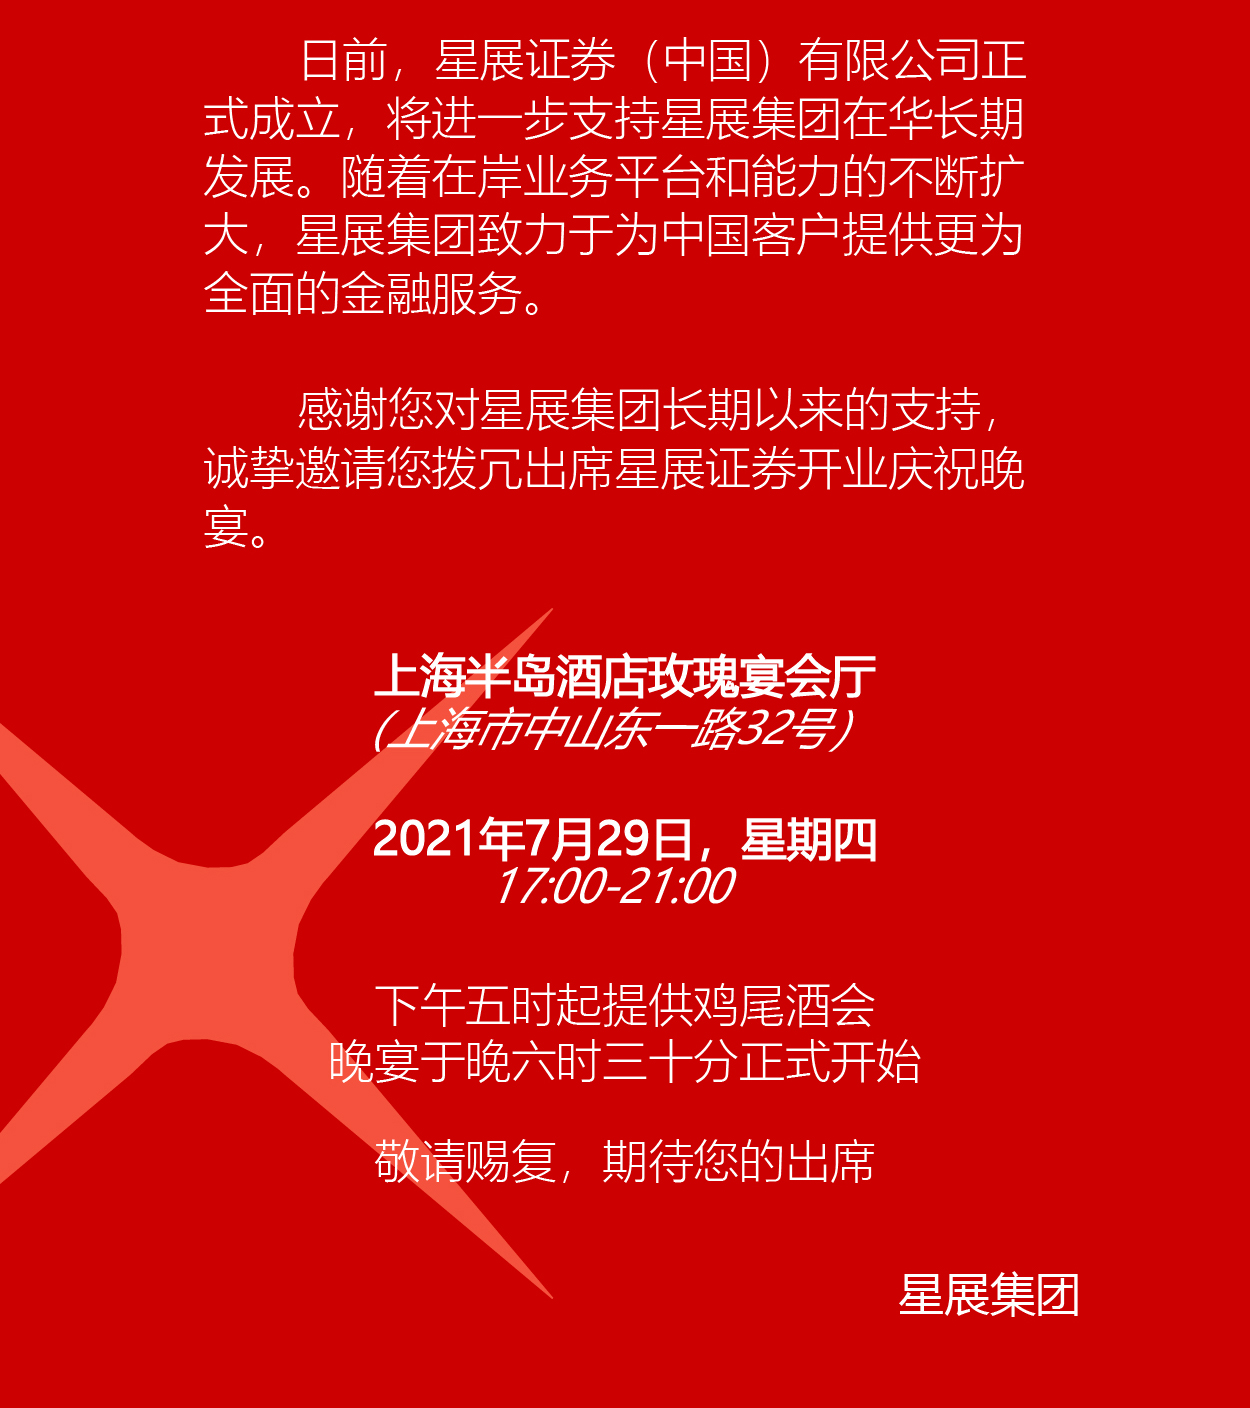 日前，星展证券（中国）有限公司正
式成立，将进一步支持星展集团在华长期
发展。随着在岸业务平台和能力的不断扩
大，星展集团致力于为中国客户提供更为
全面的金融服务。
感谢您对星展集团长期以来的支持，
诚挚邀请您拨冗出席星展证券开业庆祝晚
宴。
上海半岛酒店玫瑰宴会厅
(上海市中山东一路32号)
2021年7月29日，星期四
17:00-21:00
下午五时起提供鸡尾酒会
晚宴于晚六时三十分正式开始
敬请赐复，期待您的出席
星展集团